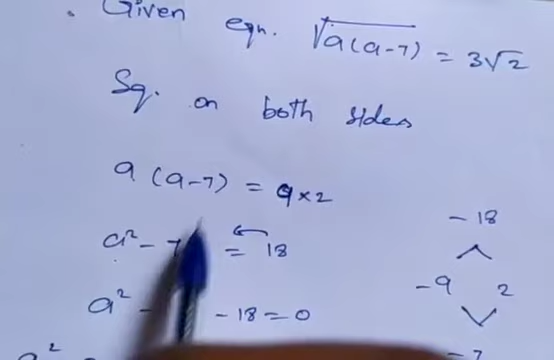 . Given eqn. √a(a-7) = 3√2
Sq. on both sides
a (a-7) = 9×2
a² - 7 = 18
a² - - 18 = 0
- 18
- 9 2
- 7
a²